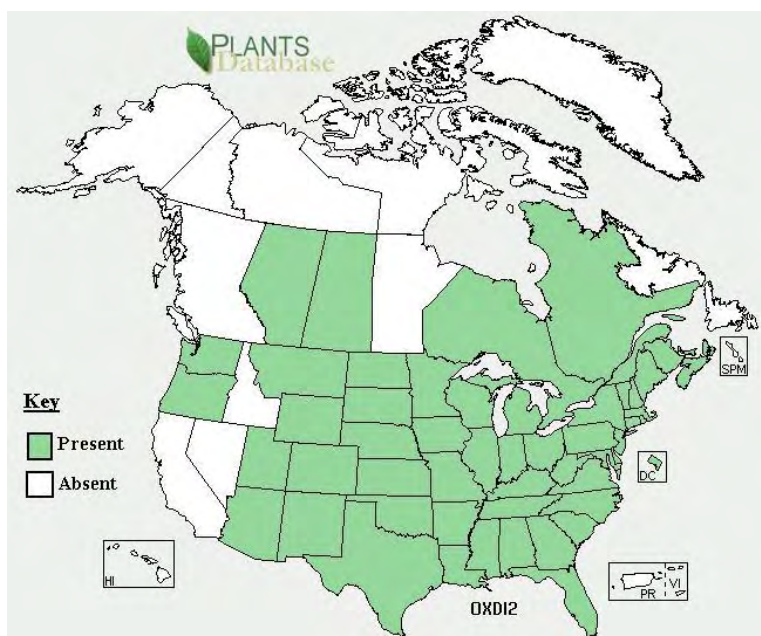 PLANTS
Database
SPM
Key
Present
DC
Absent
HI
PR
VI
OXDI2